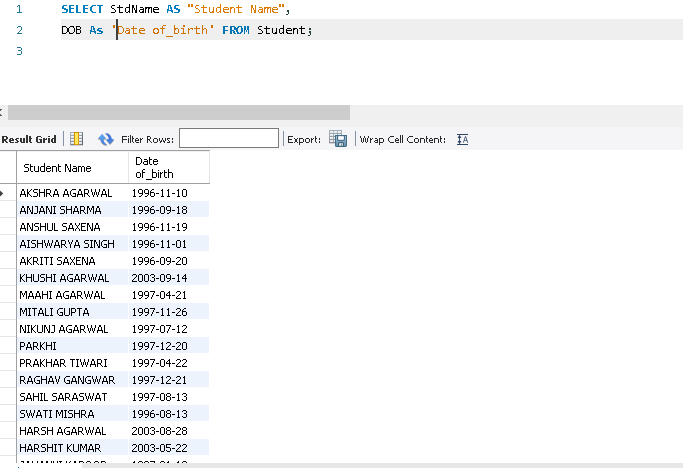 1 SELECT StdName AS "Student Name",
2 DOB As 'Date of_birth' FROM Student;
3
Result Grid Filter Rows: Export: Wrap Cell Content: IA
Student Name Date
of_birth
AKSHRA AGARWAL 1996-11-10
ANJANI SHARMA 1996-09-18
ANSHUL SAXENA 1996-11-19
AISHWARYA SINGH 1996-11-01
AKRITI SAXENA 1996-09-20
KHUSHI AGARWAL 2003-09-14
MAAHI AGARWAL 1997-04-21
MITALI GUPTA 1997-11-26
NIKUNJ AGARWAL 1997-07-12
PARKHI 1997-12-20
PRAKHAR TIWARI 1997-04-22
RAGHAV GANGWAR 1997-12-21
SAHIL SARASWAT 1997-08-13
SWATI MISHRA 1996-08-13
HARSH AGARWAL 2003-08-28
HARSHIT KUMAR 2003-05-22